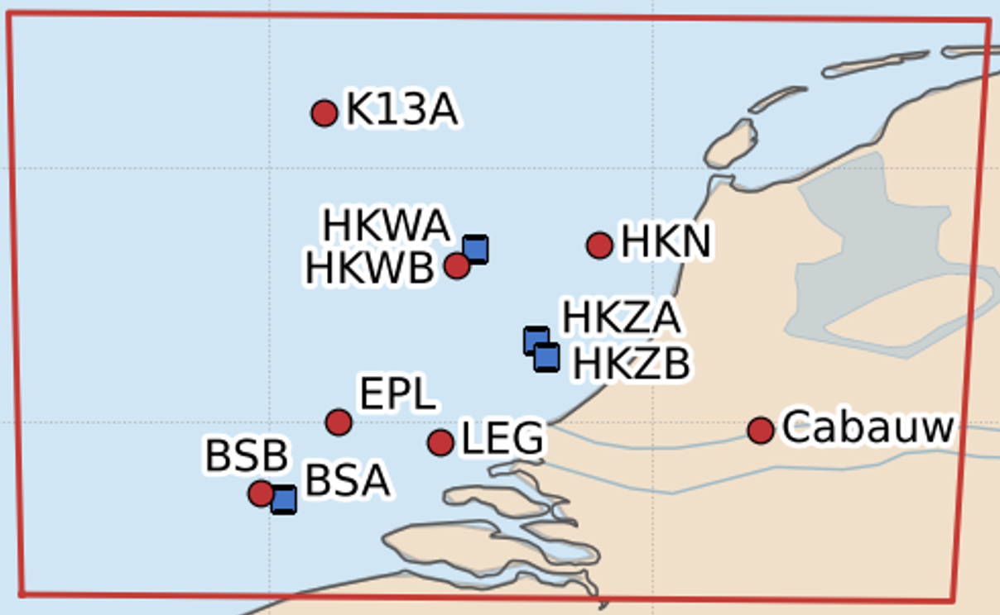 K13A
HKWA
HKN
HKWB
HKZA
HKZB
EPL
LEG
Cabauw
BSB
BSA